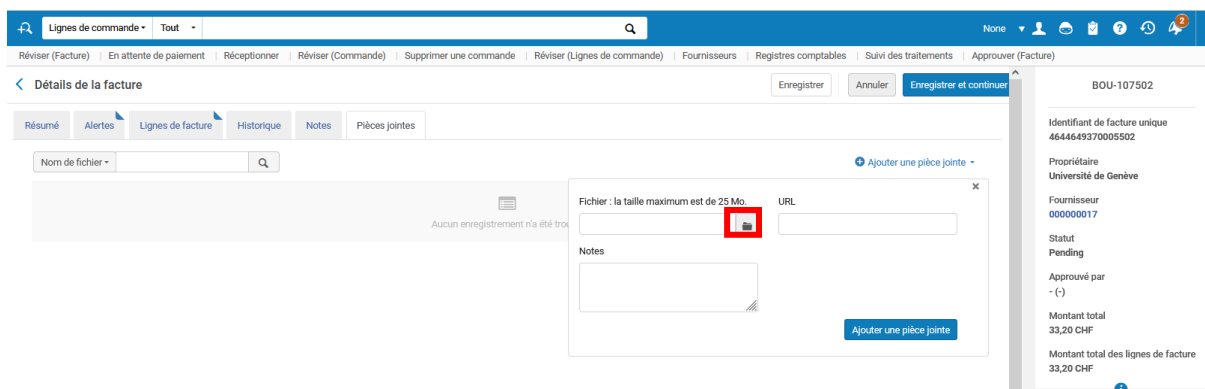 Lignes de commande Tout None 2
Réviser (Facture) | En attente de paiement | Réceptionner | Réviser (Commande) | Supprimer une commande | Réviser (Lignes de commande) | Fournisseurs | Registres comptables | Suivi des traitements | Approuver (Facture)
Détails de la facture Enregistrer Annuler Enregistrer et continuer
Résumé Alertes Lignes de facture Historique Notes Pièces jointes
Nom de fichier Ajouter une pièce jointe
Aucun enregistrement n'a été trou
Fichier : la taille maximum est de 25 Mo. URL
Notes
Ajouter une pièce jointe
BOU-107502
Identifiant de facture unique
4644649370005502
Propriétaire
Université de Genève
Fournisseur
000000017
Statut
Pending
Approuvé par
- (-)
Montant total
33,20 CHF
Montant total des lignes de facture
33,20 CHF